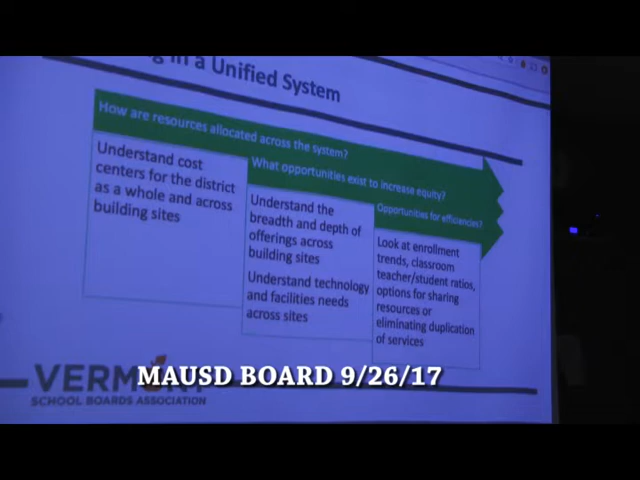 in a Unified System
How are resources allocated across the system?
Understand cost
centers for the district
as a whole and across
building sites
What opportunities exist to increase equity?
Understand the
breadth and depth of
offerings across
building sites
Understand technology
and facilities needs
across sites
Opportunities for efficiencies?
Look at enrollment
trends, classroom
teacher/student ratios,
options for sharing
resources or
eliminating duplication
of services
VERMONT
SCHOOL BOARDS ASSOCIATION
MAUSD BOARD 9/26/17